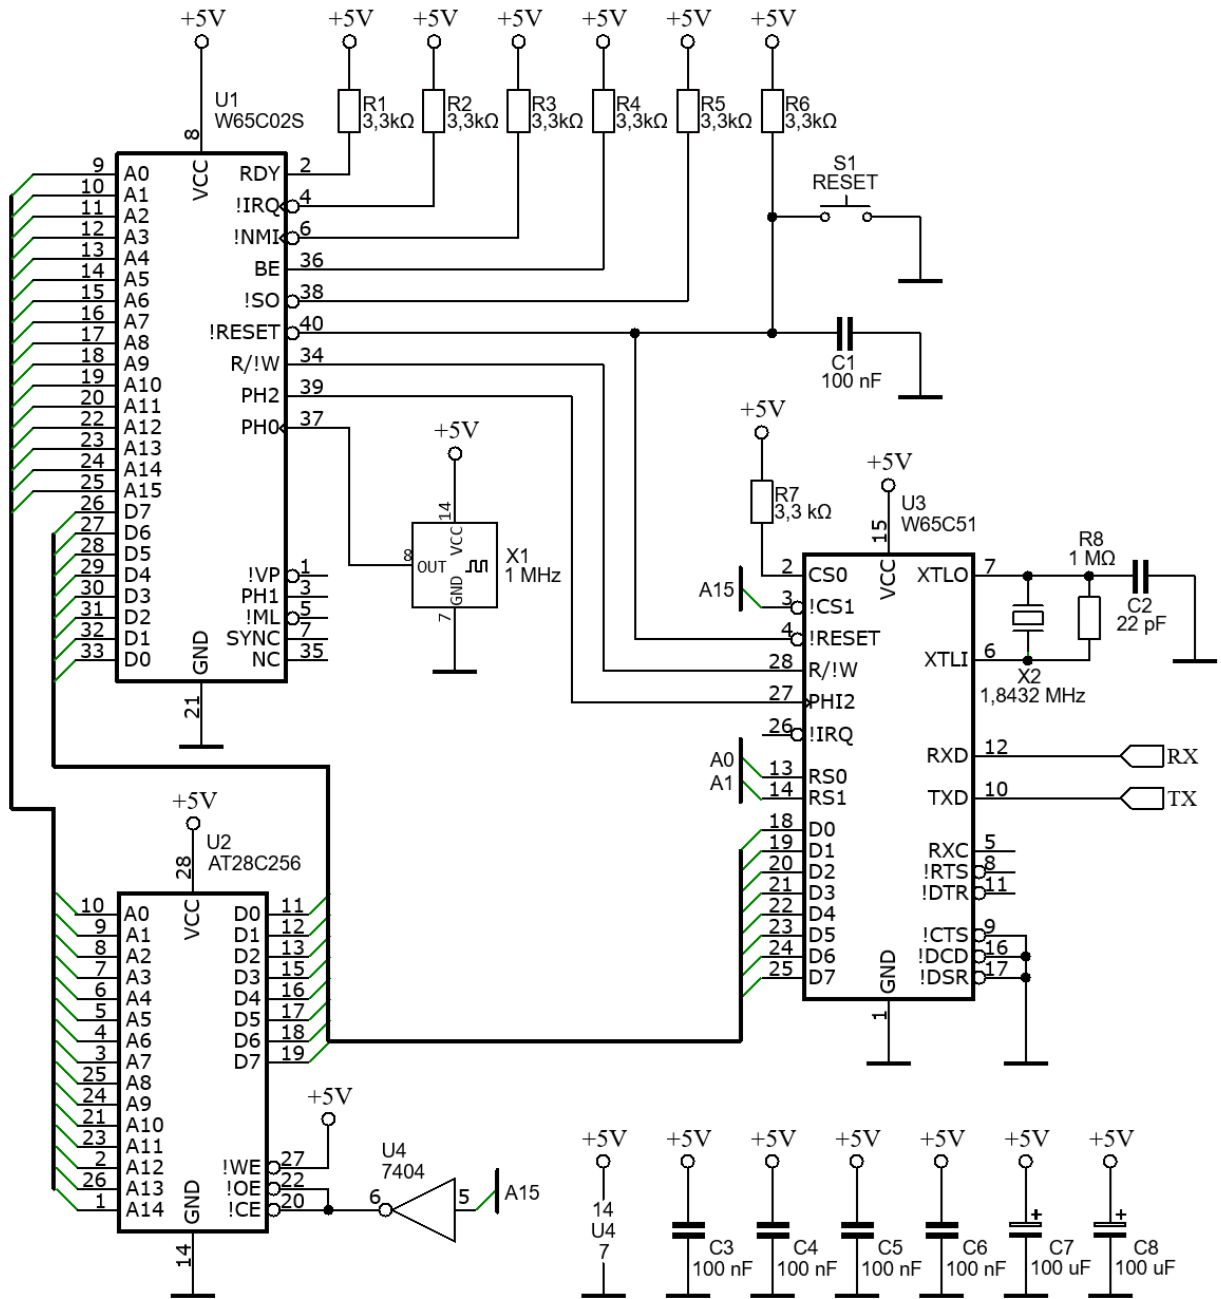 +5V +5V +5V +5V +5V +5V +5V
U1
W65C02S
R1
3,3kΩ
R2
3,3kΩ
R3
3,3kΩ
R4
3,3kΩ
R5
3,3kΩ
R6
3,3kΩ
8
VCC
9 A0
10 A1
11 A2
12 A3
13 A4
14 A5
15 A6
16 A7
17 A8
18 A9
19 A10
20 A11
22 A12
23 A13
24 A14
25 A15
26 D7
27 D6
28 D5
29 D4
30 D3
31 D2
32 D1
33 D0
RDY 2
!IRQ 4
!NMI 6
BE 36
!SO 38
!RESET 40
R/!W 34
PH2 39
PH0 37
!VP 1
PH1 3
!ML 5
SYNC 7
NC 35
GND
21
S1
RESET
C1
100 nF
+5V
14
VCC
8 OUT
GND
7
X1
1 MHz
+5V
R7
3,3 kΩ
+5V
U3
W65C51
15
VCC
A15
2 CS0
3 !CS1
4 !RESET
28 R/!W
27 PHI2
26 !IRQ
A0
A1
13 RS0
14 RS1
18 D0
19 D1
20 D2
21 D3
22 D4
23 D5
24 D6
25 D7
XTLO 7
XTLI 6
RXD 12
TXD 10
RXC 5
!RTS 8
!DTR 11
!CTS 9
!DCD 16
!DSR 17
GND
1
R8
1 MΩ
C2
22 pF
X2
1,8432 MHz
RX
TX
+5V
U2
AT28C256
28
VCC
10 A0
9 A1
8 A2
7 A3
6 A4
5 A5
4 A6
3 A7
25 A8
24 A9
21 A10
23 A11
2 A12
26 A13
1 A14
D0 11
D1 12
D2 13
D3 15
D4 16
D5 17
D6 18
D7 19
!WE 27
!OE 22
!CE 20
GND
14
+5V
U4
7404
6 5
A15
+5V +5V +5V +5V +5V +5V +5V
14
U4
7
C3
100 nF
C4
100 nF
C5
100 nF
C6
100 nF
+
C7
100 uF
+
C8
100 uF